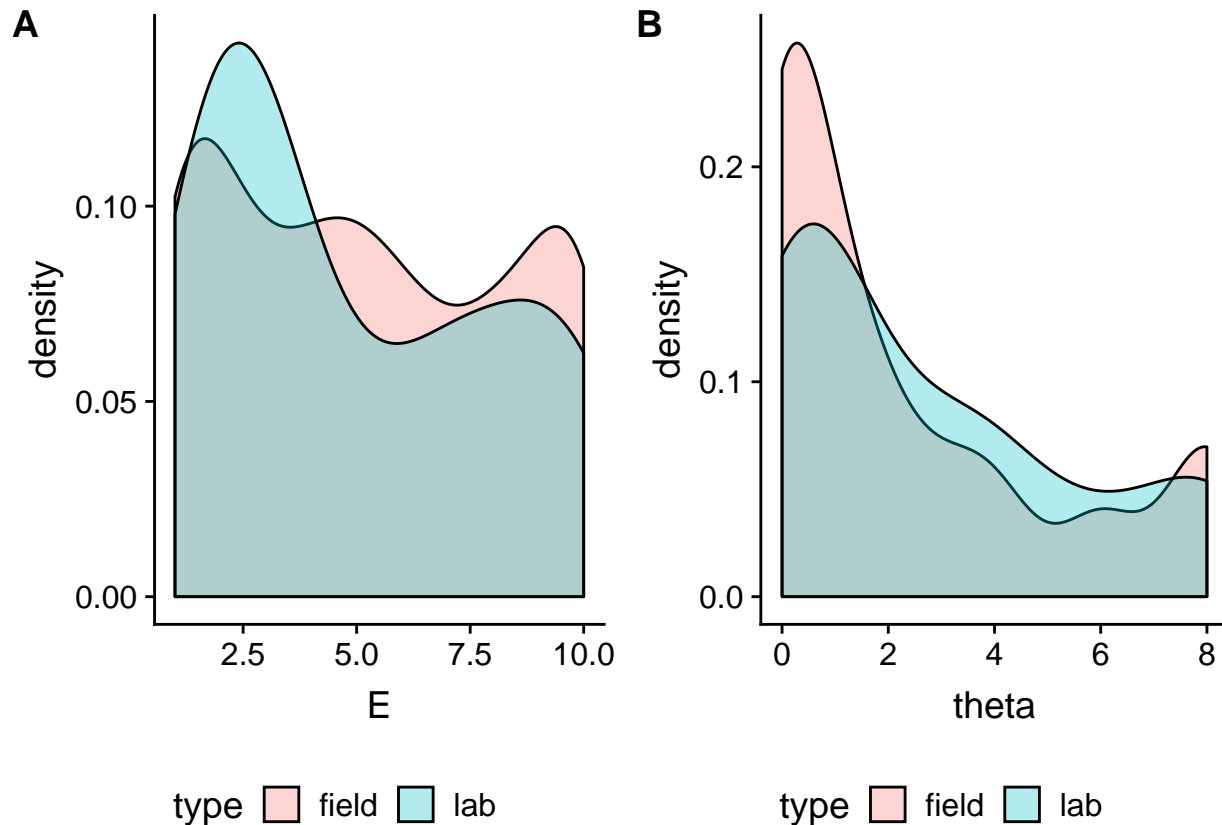 A
density
0.10
0.05
0.00
2.5 5.0 7.5 10.0
E
type field lab
B
density
0.2
0.1
0.0
0 2 4 6 8
theta
type field lab